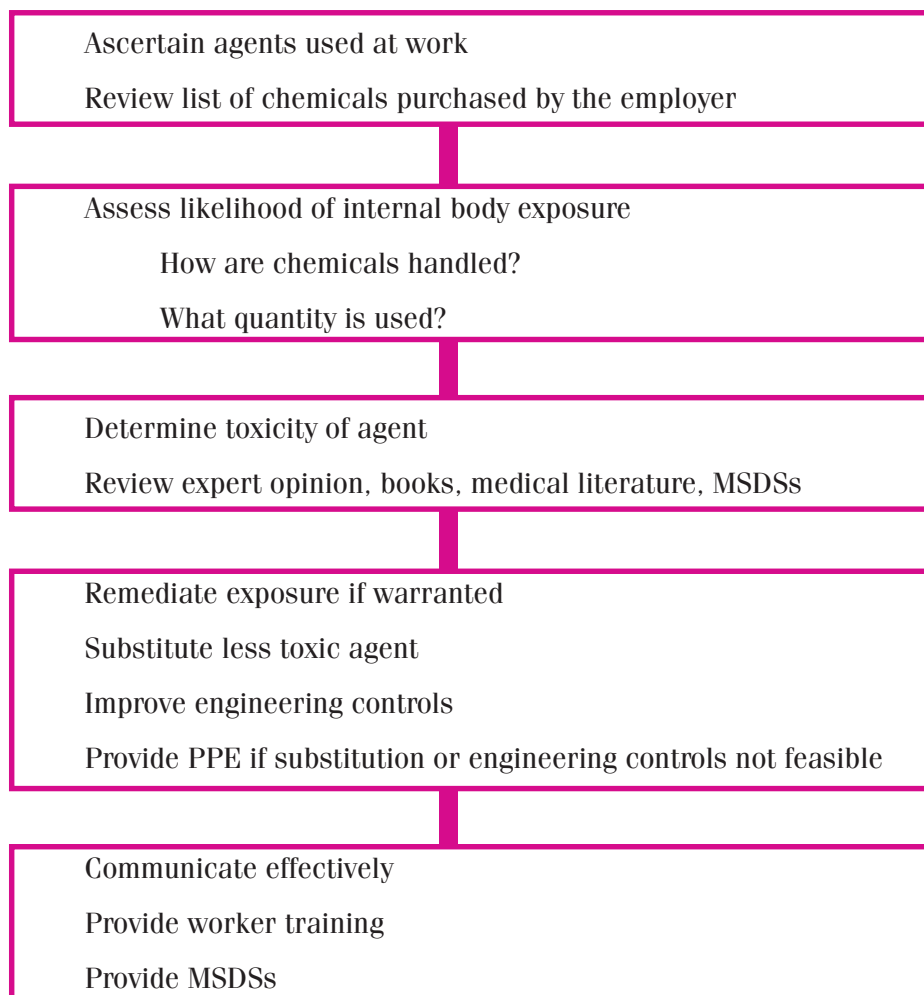 Ascertain agents used at work
Review list of chemicals purchased by the employer
Assess likelihood of internal body exposure
How are chemicals handled?
What quantity is used?
Determine toxicity of agent
Review expert opinion, books, medical literature, MSDSs
Remediate exposure if warranted
Substitute less toxic agent
Improve engineering controls
Provide PPE if substitution or engineering controls not feasible
Communicate effectively
Provide worker training
Provide MSDSs